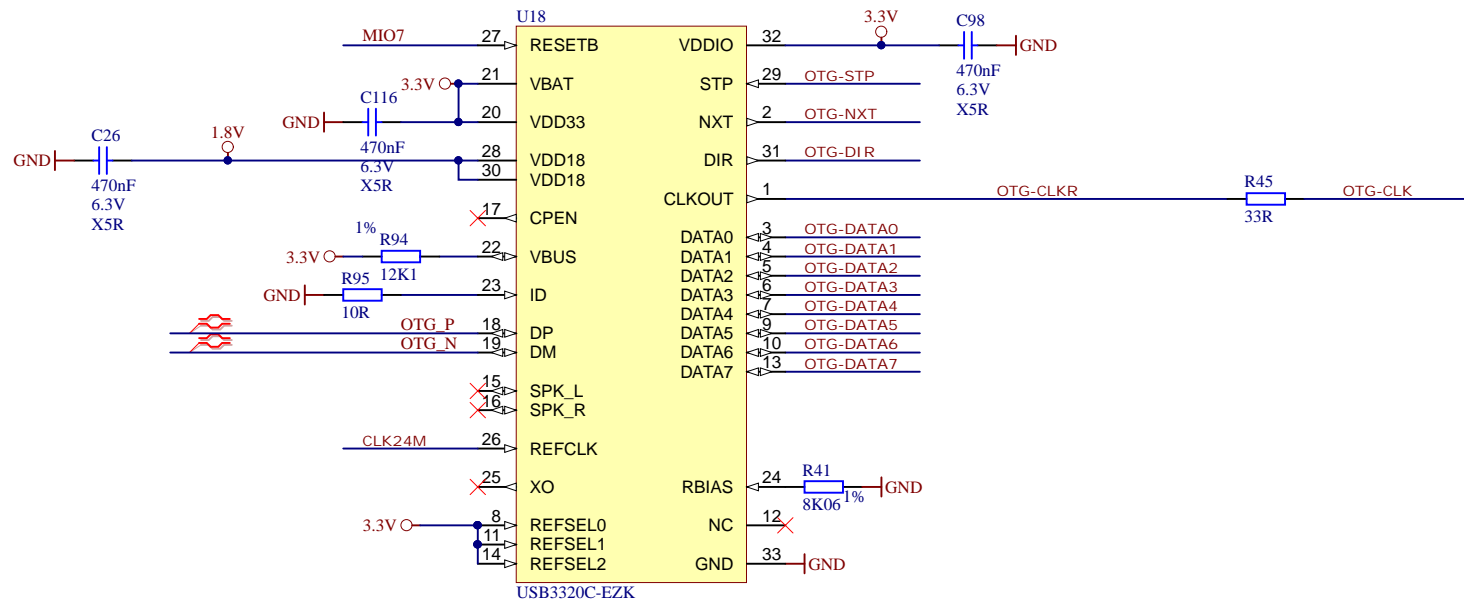 U18
MIO7
27
RESETB
VDDIO
32
3.3V
C98
GND
470nF
6.3V
X5R
3.3V
21
VBAT
STP
29
OTG-STP
C116
GND
470nF
6.3V
X5R
20
VDD33
NXT
2
OTG-NXT
C26
GND
470nF
6.3V
X5R
1.8V
28
VDD18
30
VDD18
DIR
31
OTG-DIR
CLKOUT
1
OTG-CLKR
R45
33R
OTG-CLK
17
CPEN
DATA0
3
OTG-DATA0
1%
3.3V
R94
12K1
22
VBUS
DATA1
4
OTG-DATA1
DATA2
5
OTG-DATA2
GND
R95
10R
23
ID
DATA3
6
OTG-DATA3
DATA4
7
OTG-DATA4
OTG_P
18
DP
DATA5
9
OTG-DATA5
OTG_N
19
DM
DATA6
10
OTG-DATA6
DATA7
13
OTG-DATA7
15
SPK_L
16
SPK_R
CLK24M
26
REFCLK
25
XO
RBIAS
24
R41
8K06
1%
GND
3.3V
8
REFSEL0
NC
12
11
REFSEL1
14
REFSEL2
GND
33
GND
USB3320C-EZK